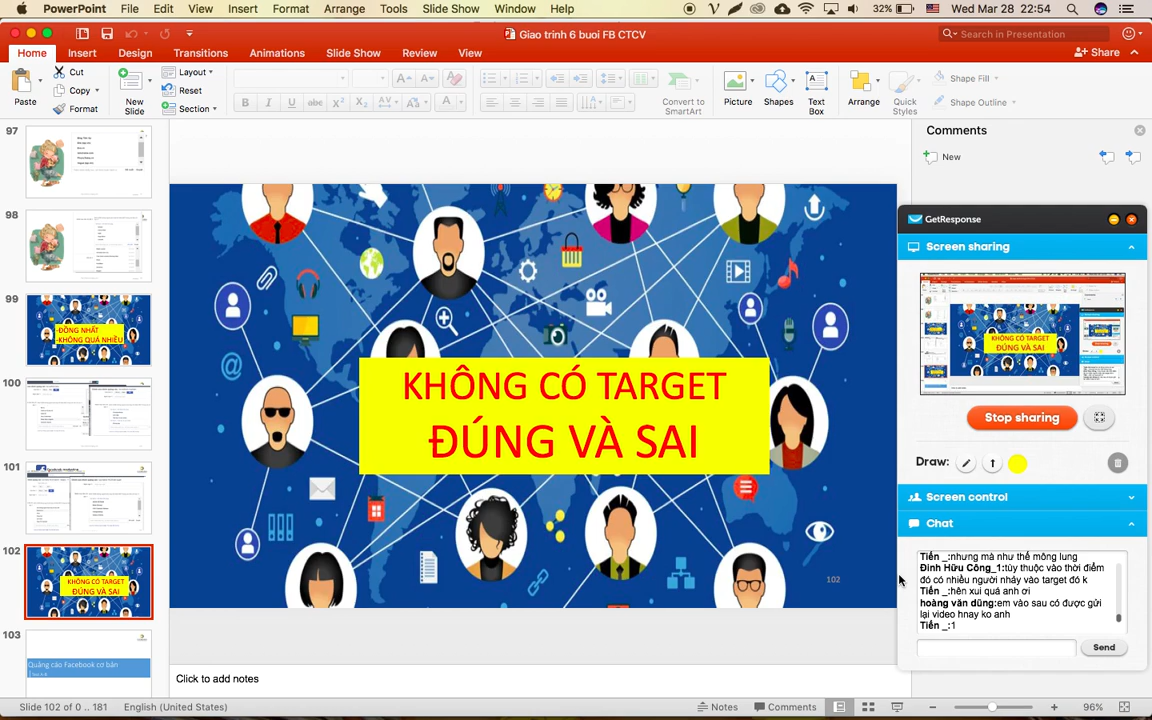 PowerPoint File Edit View Insert Format Arrange Tools Slide Show Window Help 32% Wed Mar 28 22:54
Giao trinh 6 buoi FB CTCV
Search in Presentation
Home Insert Design Transitions Animations Slide Show Review View
Share
Paste
Cut
Copy
Format
New Slide
Layout
Reset
Section
B I U abc X² X₂ AV Aa A
Convert to SmartArt
Picture
Shapes
Text Box
Arrange
Quick Styles
Shape Fill
Shape Outline
97
98
99
-ĐỒNG NHẤT
-KHÔNG QUÁ NHIỀU
100
101
102
KHÔNG CÓ TARGET
ĐÚNG VÀ SAI
103
Quảng cáo Facebook cơ bản
KHÔNG CÓ TARGET
ĐÚNG VÀ SAI
102
Click to add notes
Comments
New
GetResponse
Screen sharing
KHÔNG CÓ TARGET
ĐÚNG VÀ SAI
Stop sharing
Draw:
Screen control
Chat
Tiến _:nhưng mà như thế mông lung
Đinh Hữu Công_1:tùy thuộc vào thời điểm
đó có nhiều người nhảy vào target đó k
Tiến _:hên xui quá anh ơi
hoàng văn dũng:em vào sau có được gửi
lại video hnay ko anh
Tiến _:1
Send
Slide 102 of 0 .. 181 English (United States) Notes Comments 96%